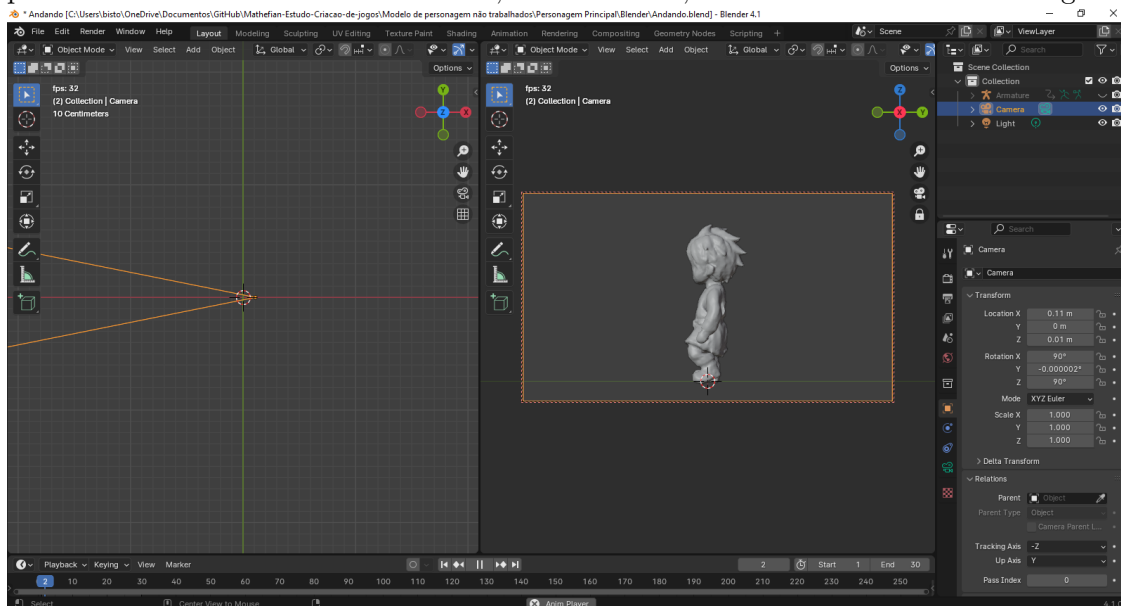 * Andando [C:\Users\bisto\OneDrive\Documentos\GitHub\Mathefian-Estudo-Criacao-de-jogos\Modelo de personagem não trabalhados\Personagem Principal\Blender\Andando.blend] - Blender 4.1
File Edit Render Window Help Layout Modeling Sculpting UV Editing Texture Paint Shading Animation Rendering Compositing Geometry Nodes Scripting + Scene ViewLayer
Object Mode View Select Add Object Global Object Mode View Select Add Object Global Search
Options Options Scene Collection
fps: 32 fps: 32 Collection
(2) Collection | Camera (2) Collection | Camera Armature
10 Centimeters Camera
Light
Y Z X Z X Y
Search
Camera
Camera
Transform
Location X 0.11 m
Y 0 m
Z 0.01 m
Rotation X 90°
Y -0.000002°
Z 90°
Mode XYZ Euler
Scale X 1.000
Y 1.000
Z 1.000
Delta Transform
Relations
Parent Object
Parent Type Object
Camera Parent L...
Tracking Axis -Z
Up Axis Y
Pass Index 0
Playback Keying View Marker 2 Start 1 End 30
2 10 20 30 40 50 60 70 80 90 100 110 120 130 140 150 160 170 180 190 200 210 220 230 240 250
Select Center View to Mouse Anim Player 4.1.0